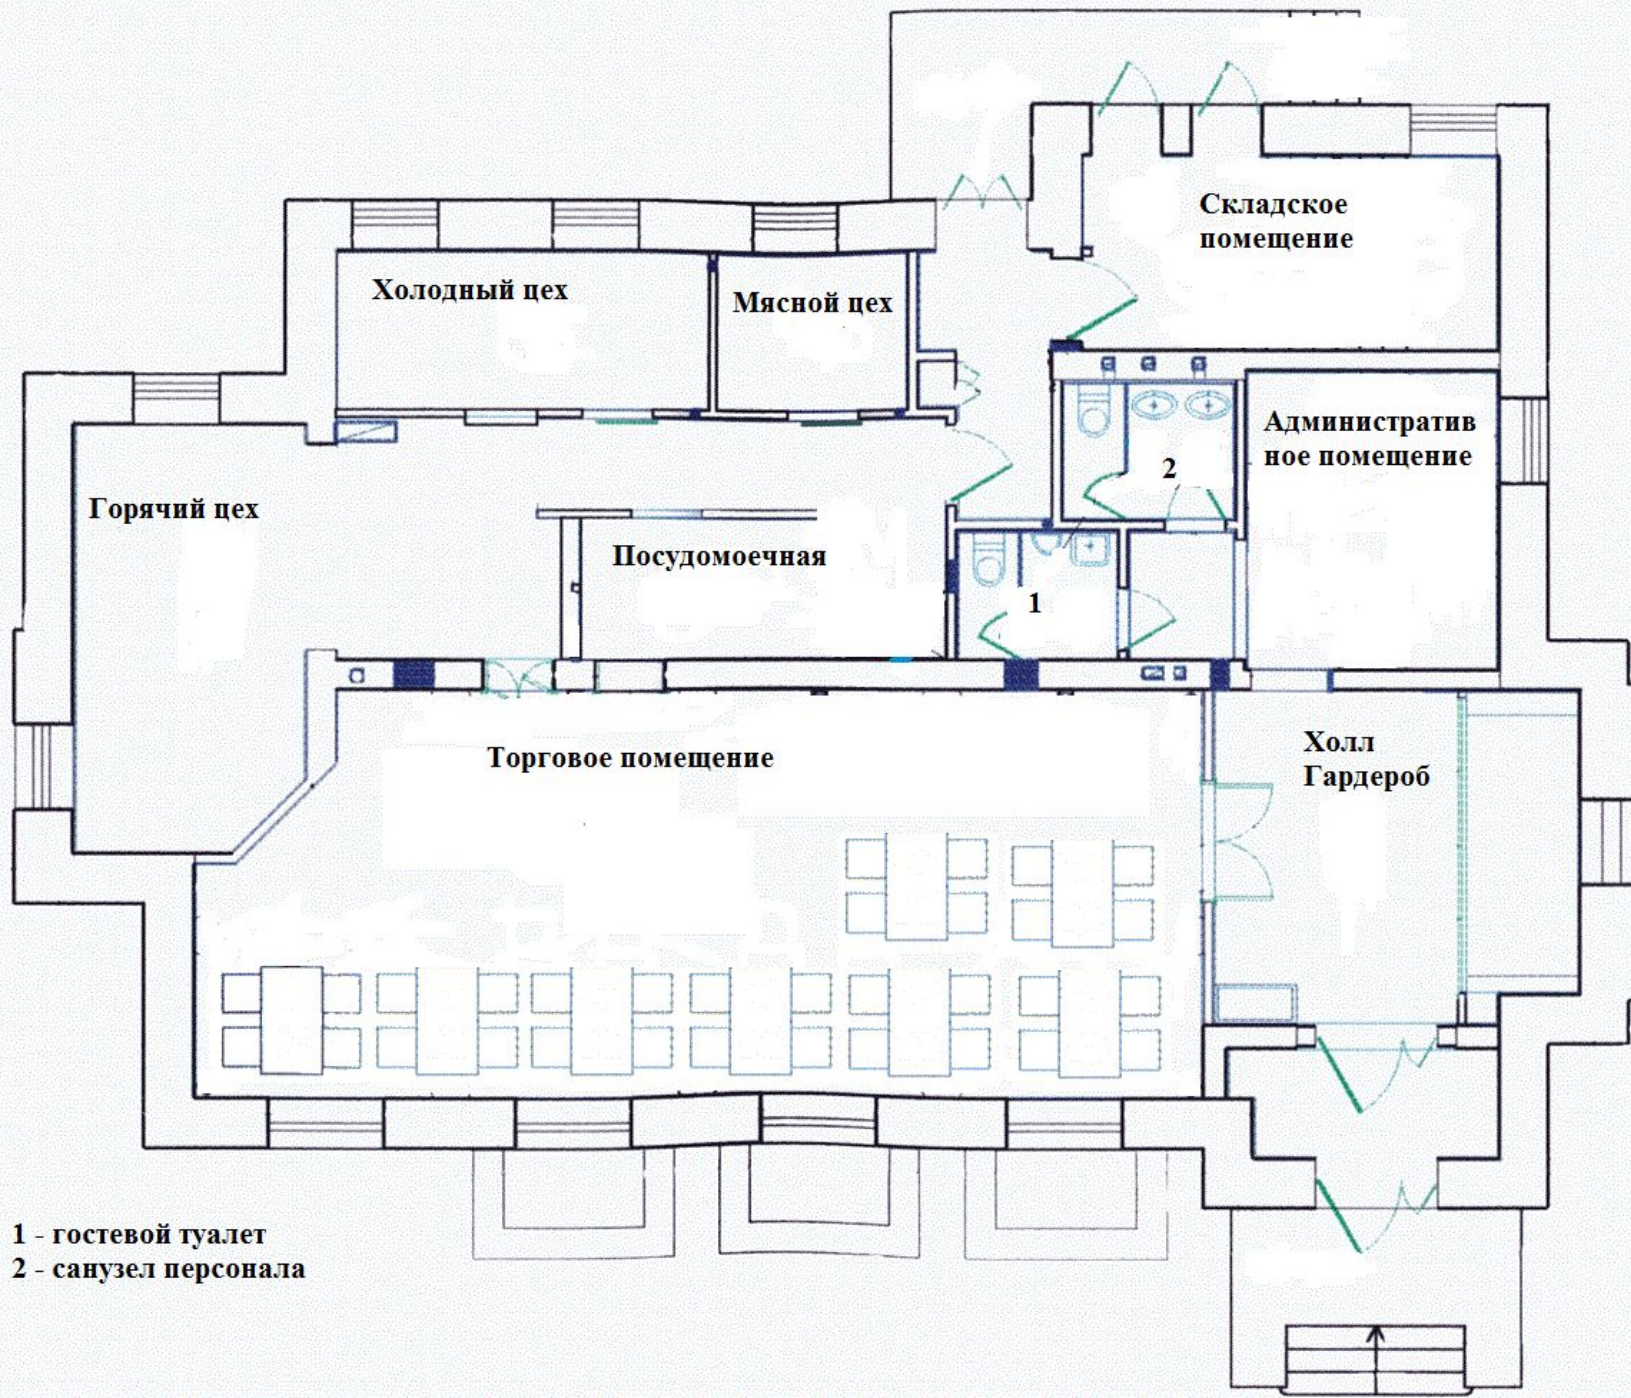 Складское
помещение
Холодный цех
Мясной цех
Административ
ное помещение
2
Горячий цех
Посудомоечная
1
Торговое помещение
Холл
Гардероб
1 - гостевой туалет
2 - санузел персонала